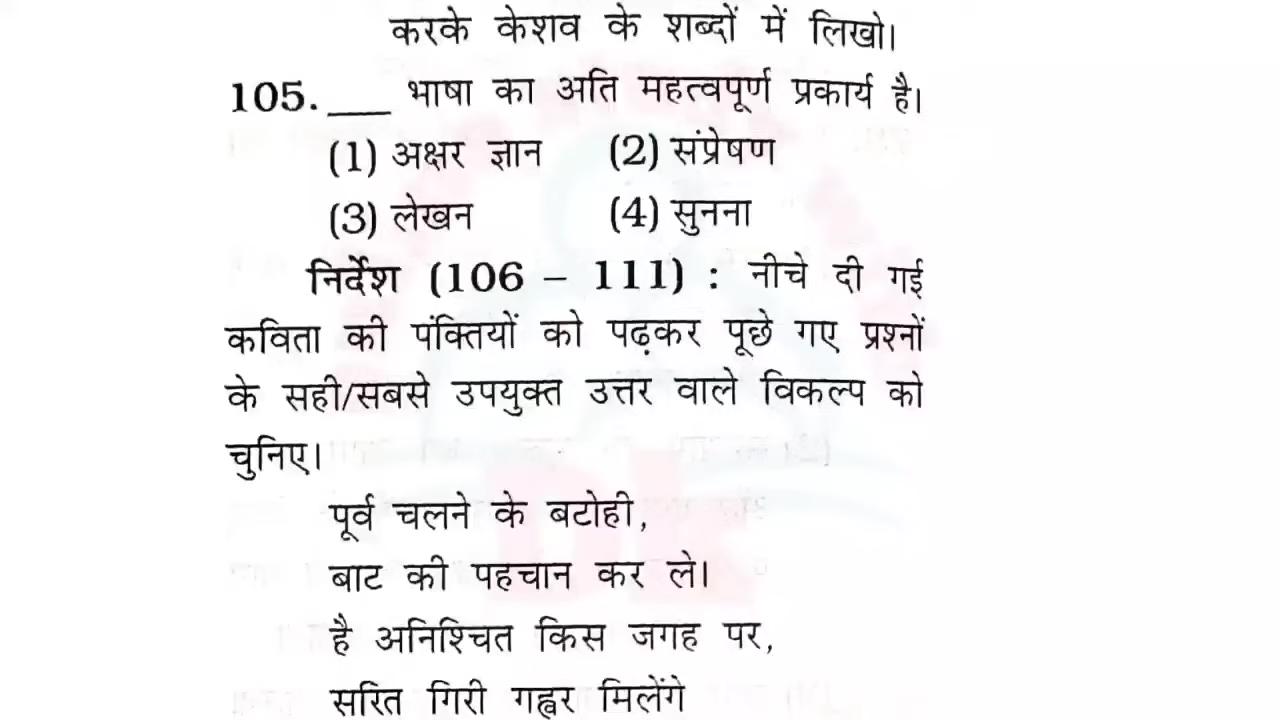 करके केशव के शब्दों में लिखो।
105. ___ भाषा का अति महत्वपूर्ण प्रकार्य है।
(1) अक्षर ज्ञान (2) संप्रेषण
(3) लेखन (4) सुनना
निर्देश (106 – 111) : नीचे दी गई
कविता की पंक्तियों को पढ़कर पूछे गए प्रश्नों
के सही/सबसे उपयुक्त उत्तर वाले विकल्प को
चुनिए।
पूर्व चलने के बटोही,
बाट की पहचान कर ले।
है अनिश्चित किस जगह पर,
सरित गिरी गह्वर मिलेंगे